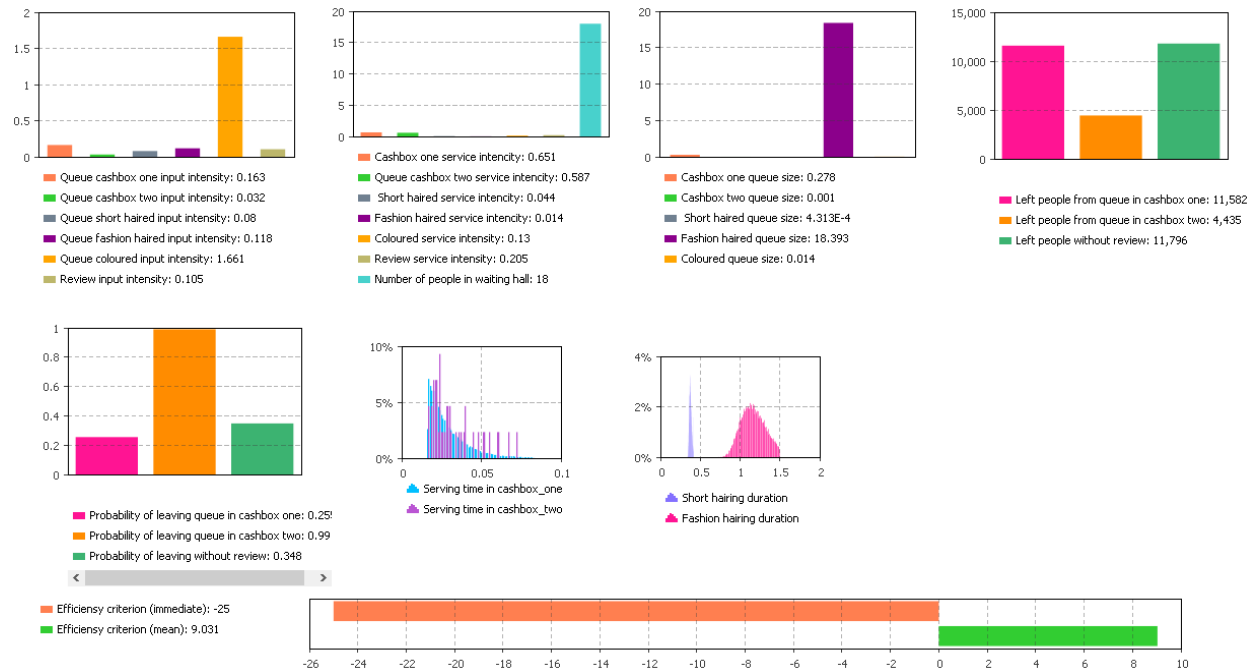 2
1.5
1
0.5
0
Queue cashbox one input intensity: 0.163
Queue cashbox two input intensity: 0.032
Queue short haired input intensity: 0.08
Queue fashion haired input intensity: 0.118
Queue coloured input intensity: 1.661
Review input intensity: 0.105
20
15
10
5
0
Cashbox one service intencity: 0.651
Queue cashbox two service intencity: 0.587
Short haired service intencity: 0.044
Fashion haired service intencity: 0.014
Coloured service intensity: 0.13
Review service intensity: 0.205
Number of people in waiting hall: 18
20
15
10
5
0
Cashbox one queue size: 0.278
Cashbox two queue size: 0.001
Short haired queue size: 4.313E-4
Fashion haired queue size: 18.393
Coloured queue size: 0.014
15,000
10,000
5,000
0
Left people from queue in cashbox one: 11,582
Left people from queue in cashbox two: 4,435
Left people without review: 11,796
1
0.8
0.6
0.4
0.2
0
Probability of leaving queue in cashbox one: 0.25
Probability of leaving queue in cashbox two: 0.99
Probability of leaving without review: 0.348
10%
5%
0%
0 0.05 0.1
Serving time in cashbox_one
Serving time in cashbox_two
4%
2%
0%
0 0.5 1 1.5 2
Short hairing duration
Fashion hairing duration
Efficiensy criterion (immediate): -25
Efficiensy criterion (mean): 9.031
-26 -24 -22 -20 -18 -16 -14 -12 -10 -8 -6 -4 -2 0 2 4 6 8 10